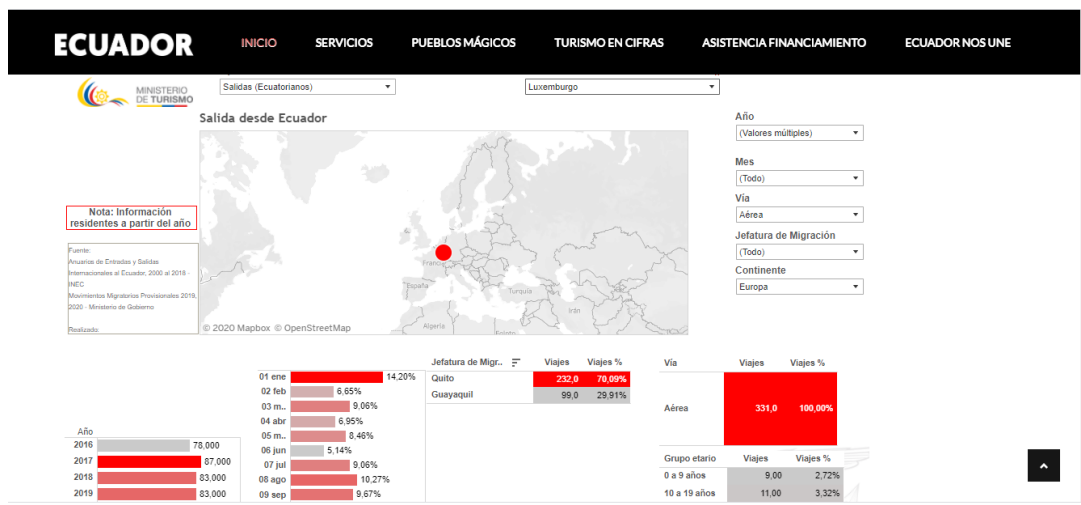 ECUADOR INICIO SERVICIOS PUEBLOS MÁGICOS TURISMO EN CIFRAS ASISTENCIA FINANCIAMIENTO ECUADOR NOS UNE
MINISTERIO
DE TURISMO
Salidas (Ecuatorianos)
Luxemburgo
Salida desde Ecuador
Año
(Valores múltiples)
Mes
(Todo)
Vía
Aérea
Jefatura de Migración
(Todo)
Continente
Europa
Nota: Información
residentes a partir del año
Fuente:
Anuarios de Entradas y Salidas
Internacionales al Ecuador, 2000 al 2018 -
INEC
Movimientos Migratorios Provisionales 2019,
2020 - Ministerio de Gobierno
Realizado:
Franc
España
Turquía
Irán
Argelia
© 2020 Mapbox © OpenStreetMap
Año
2016 78,000
2017 87,000
2018 83,000
2019 83,000
01 ene 14,20%
02 feb 6,65%
03 m.. 9,06%
04 abr 6,95%
05 m.. 8,46%
06 jun 5,14%
07 jul 9,06%
08 ago 10,27%
09 sep 9,67%
Jefatura de Migr.. Viajes Viajes %
Quito 232,0 70,09%
Guayaquil 99,0 29,91%
Vía Viajes Viajes %
Aérea 331,0 100,00%
Grupo etario Viajes Viajes %
0 a 9 años 9,00 2,72%
10 a 19 años 11,00 3,32%